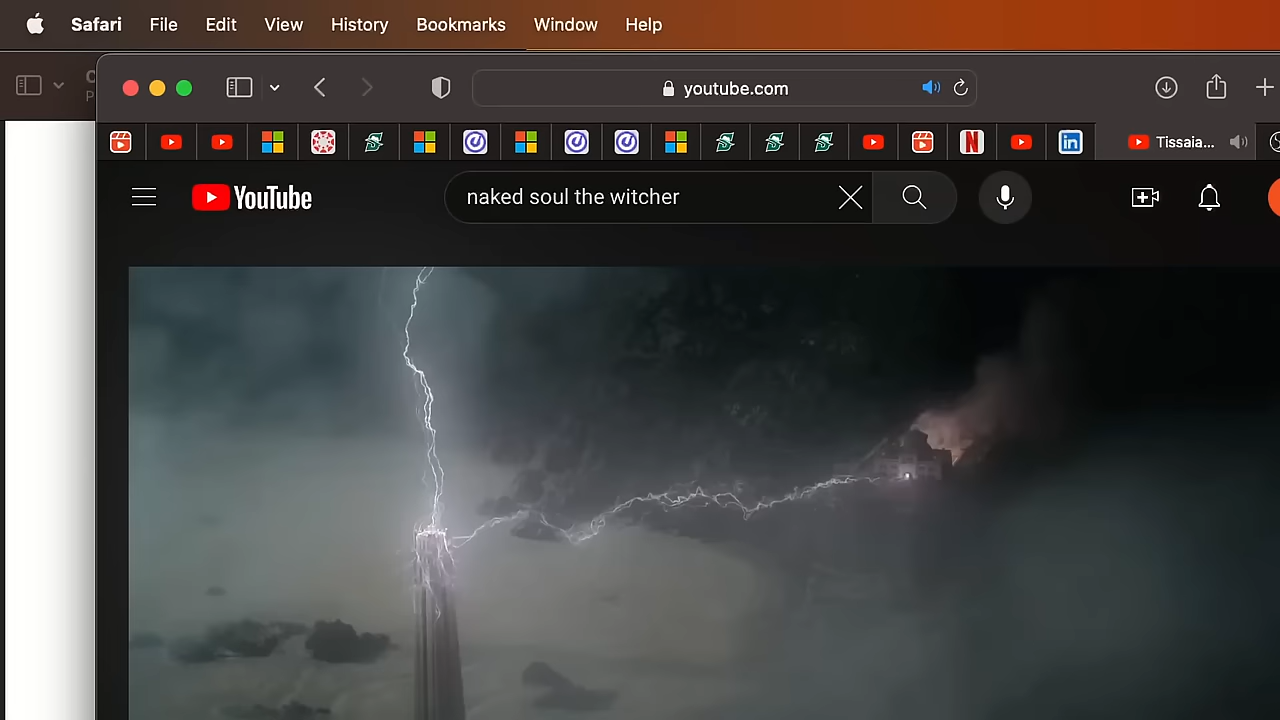 Safari File Edit View History Bookmarks Window Help
youtube.com
Tissaia...
YouTube
naked soul the witcher